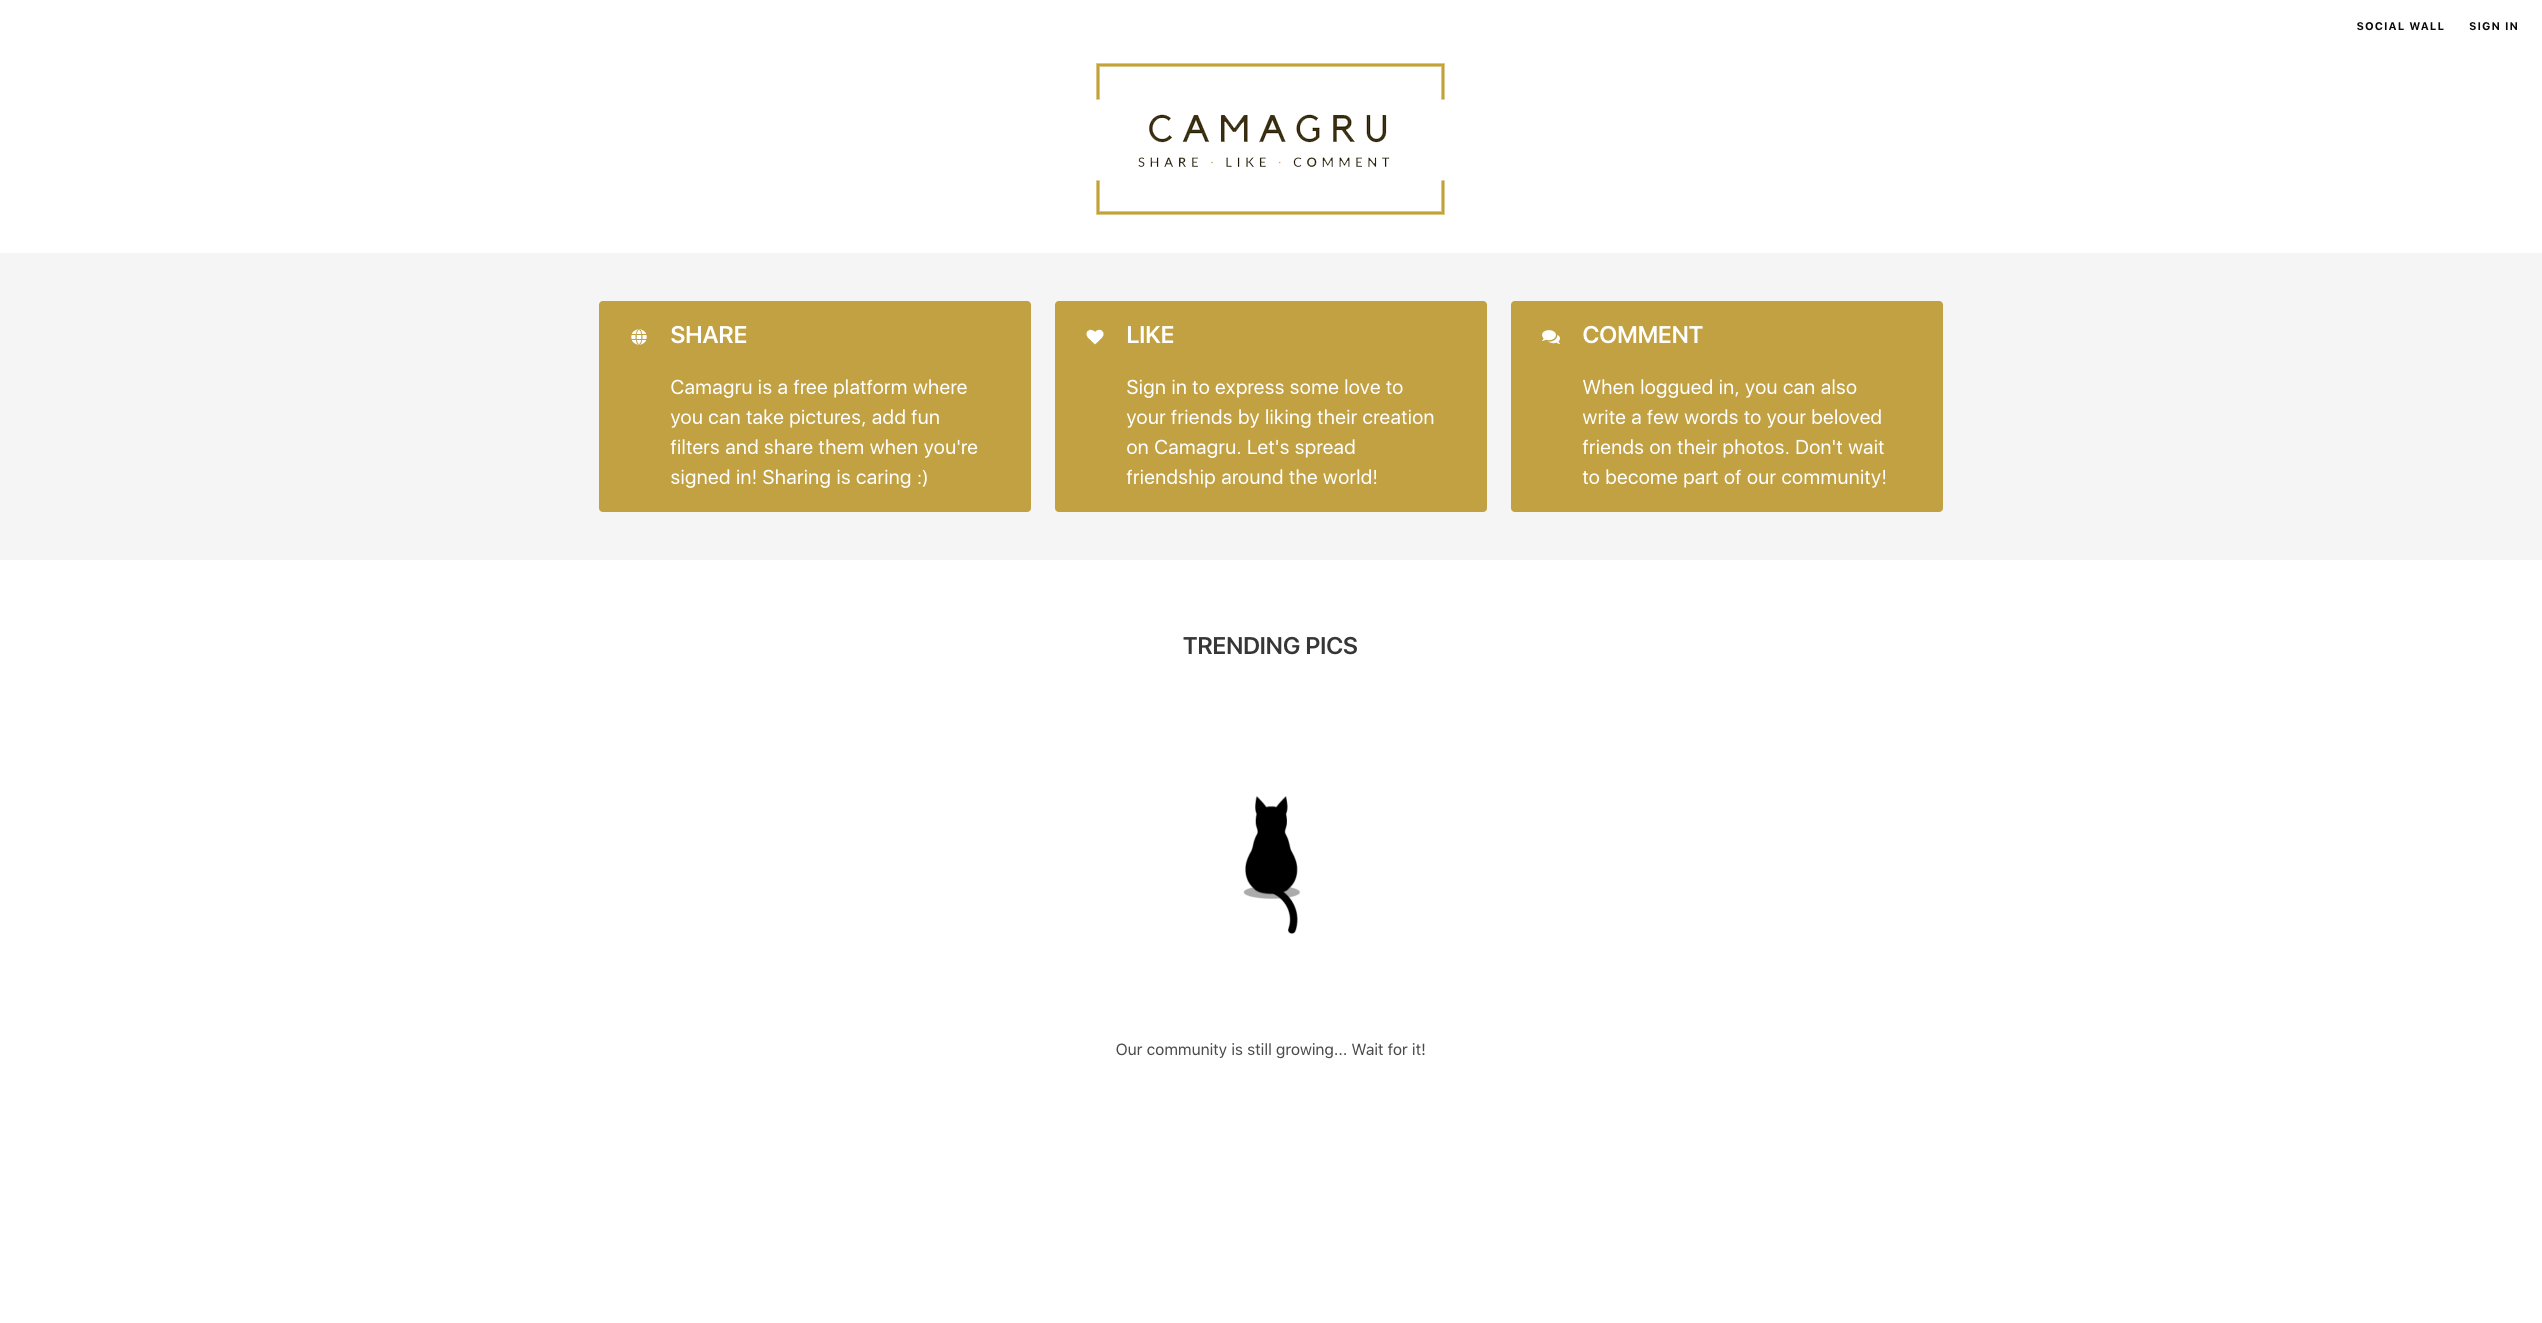 SOCIAL WALL SIGN IN
CAMAGRU
SHARE · LIKE · COMMENT
SHARE
Camagru is a free platform where
you can take pictures, add fun
filters and share them when you're
signed in! Sharing is caring :)
LIKE
Sign in to express some love to
your friends by liking their creation
on Camagru. Let's spread
friendship around the world!
COMMENT
When loggued in, you can also
write a few words to your beloved
friends on their photos. Don't wait
to become part of our community!
TRENDING PICS
Our community is still growing... Wait for it!